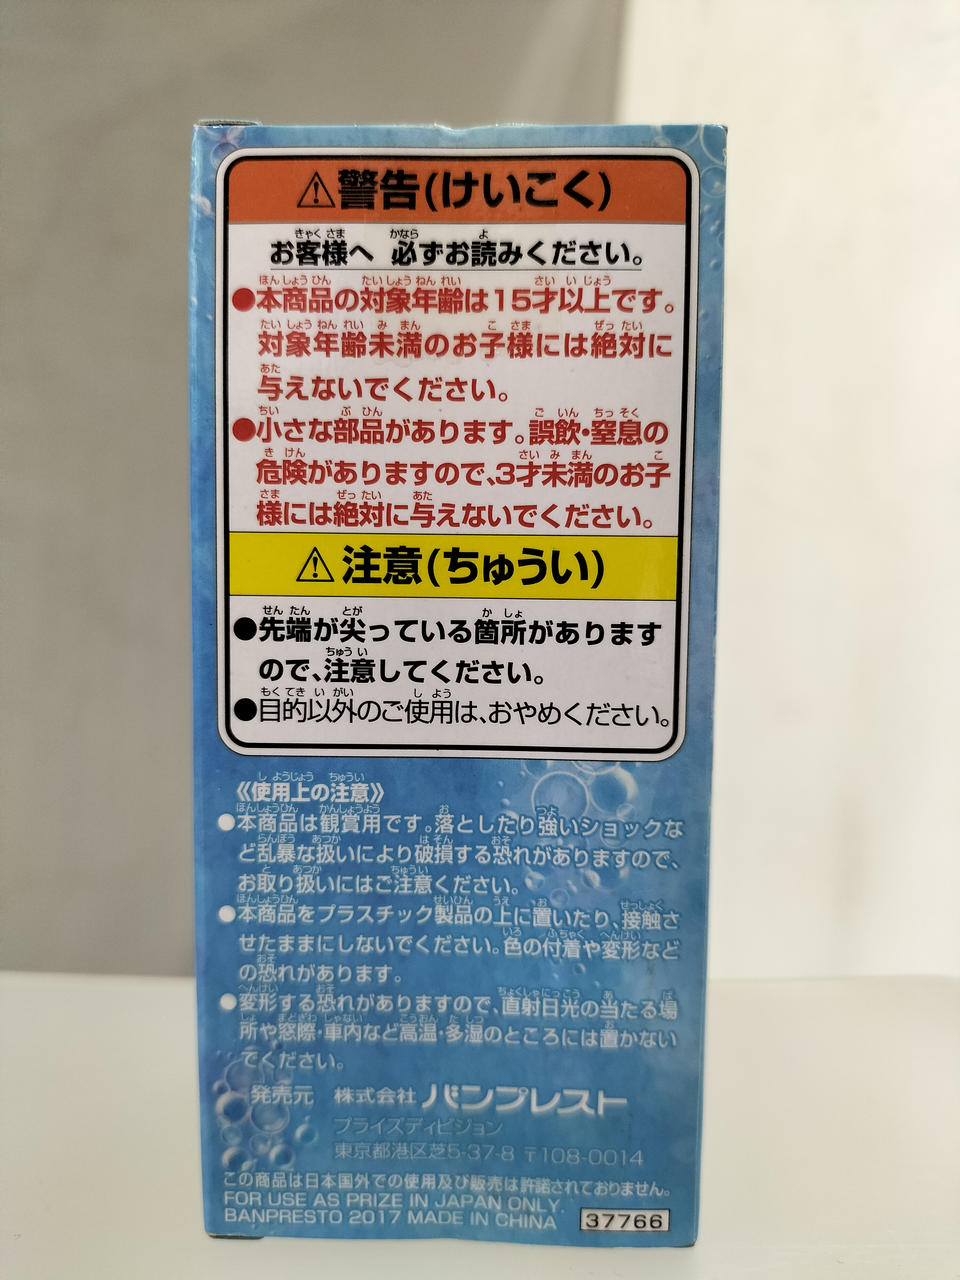 ⚠警告(けいこく)
お客様へ 必ずお読みください。
●本商品の対象年齢は15才以上です。
対象年齢未満のお子様には絶対に
与えないでください。
●小さな部品があります。誤飲・窒息の
危険がありますので、3才未満のお子
様には絶対に与えないでください。
⚠注意(ちゅうい)
●先端が尖っている箇所があります
ので、注意してください。
●目的以外のご使用は、おやめください。
《使用上の注意》
●本商品は観賞用です。落としたり強いショックな
ど乱暴な扱いにより破損する恐れがありますので、
お取り扱いにはご注意ください。
●本商品をプラスチック製品の上に置いたり、接触さ
せたままにしないでください。色の付着や変形など
の恐れがあります。
●変形する恐れがありますので、直射日光の当たる場
所や窓際・車内など高温・多湿のところには置かない
でください。
発売元 株式会社 バンプレスト
プライズディビジョン
東京都港区芝5-37-8 〒108-0014
この商品は日本国外での使用及び販売は許諾されておりません。
FOR USE AS PRIZE IN JAPAN ONLY.
BANPRESTO 2017 MADE IN CHINA 37766